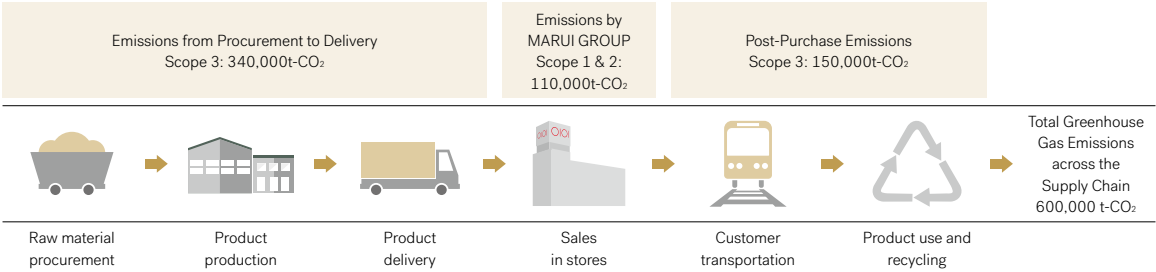 Emissions from Procurement to Delivery
Scope 3: 340,000t-CO₂
Emissions by
MARUI GROUP
Scope 1 & 2:
110,000t-CO₂
Post-Purchase Emissions
Scope 3: 150,000t-CO₂
OIOI OIOI
Total Greenhouse
Gas Emissions
across the
Supply Chain
600,000 t-CO₂
Raw material
procurement
Product
production
Product
delivery
Sales
in stores
Customer
transportation
Product use and
recycling